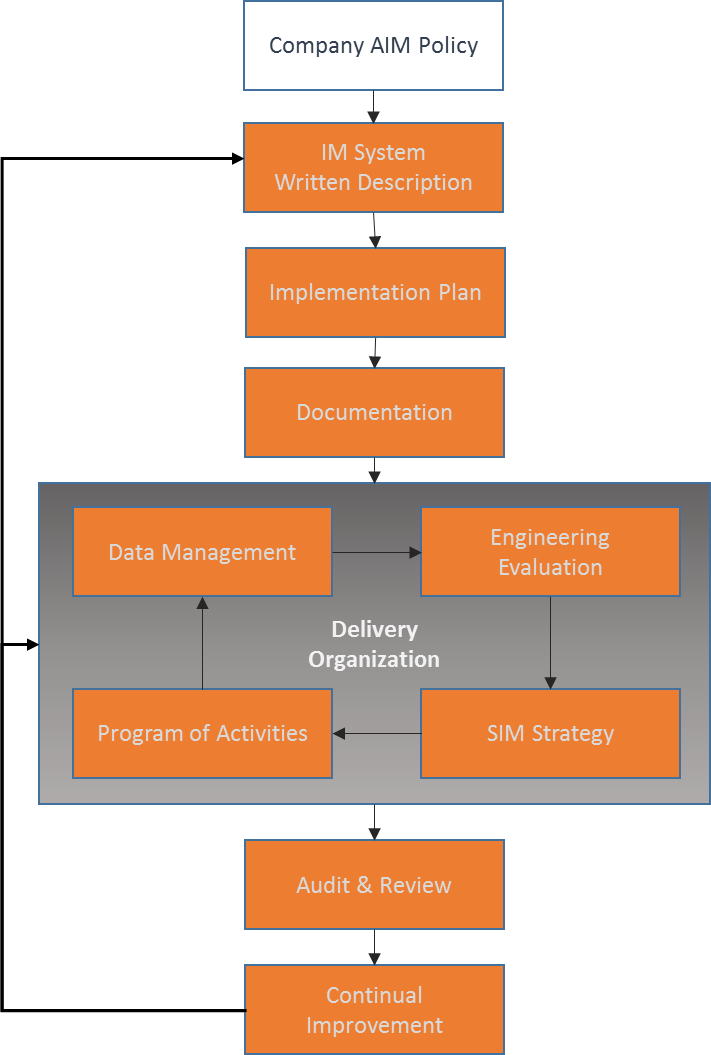 Company AIM Policy
IM System
Written Description
Implementation Plan
Documentation
Data Management
Engineering
Evaluation
Delivery
Organization
Program of Activities
SIM Strategy
Audit & Review
Continual
Improvement